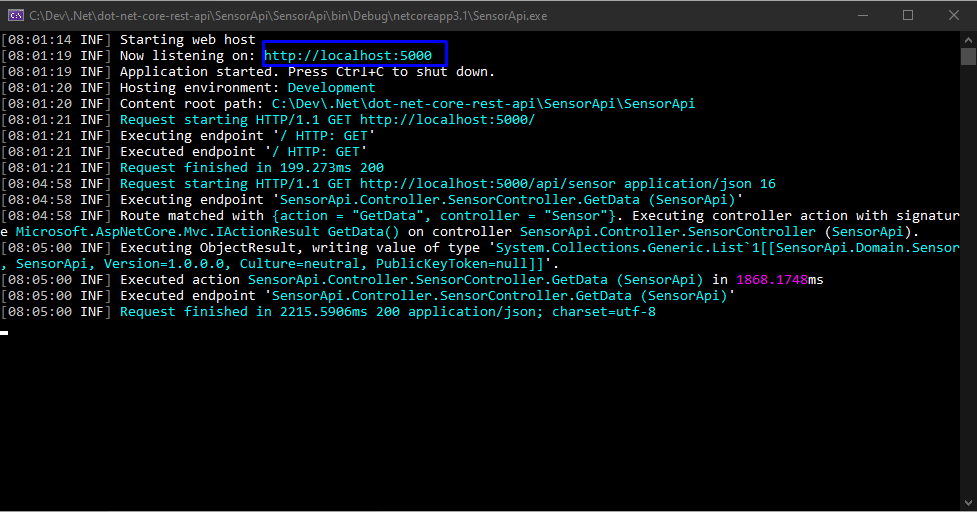 C:\Dev\.Net\dot-net-core-rest-api\SensorApi\SensorApi\bin\Debug\netcoreapp3.1\SensorApi.exe
[08:01:14 INF] Starting web host
[08:01:19 INF] Now listening on: http://localhost:5000
[08:01:19 INF] Application started. Press Ctrl+C to shut down.
[08:01:20 INF] Hosting environment: Development
[08:01:20 INF] Content root path: C:\Dev\.Net\dot-net-core-rest-api\SensorApi\SensorApi
[08:01:21 INF] Request starting HTTP/1.1 GET http://localhost:5000/
[08:01:21 INF] Executing endpoint '/ HTTP: GET'
[08:01:21 INF] Executed endpoint '/ HTTP: GET'
[08:01:21 INF] Request finished in 199.273ms 200
[08:04:58 INF] Request starting HTTP/1.1 GET http://localhost:5000/api/sensor application/json 16
[08:04:58 INF] Executing endpoint 'SensorApi.Controller.SensorController.GetData (SensorApi)'
[08:04:58 INF] Route matched with {action = "GetData", controller = "Sensor"}. Executing controller action with signatur
e Microsoft.AspNetCore.Mvc.IActionResult GetData() on controller SensorApi.Controller.SensorController (SensorApi).
[08:05:00 INF] Executing ObjectResult, writing value of type 'System.Collections.Generic.List`1[[SensorApi.Domain.Sensor
, SensorApi, Version=1.0.0.0, Culture=neutral, PublicKeyToken=null]]'.
[08:05:00 INF] Executed action SensorApi.Controller.SensorController.GetData (SensorApi) in 1868.1748ms
[08:05:00 INF] Executed endpoint 'SensorApi.Controller.SensorController.GetData (SensorApi)'
[08:05:00 INF] Request finished in 2215.5906ms 200 application/json; charset=utf-8